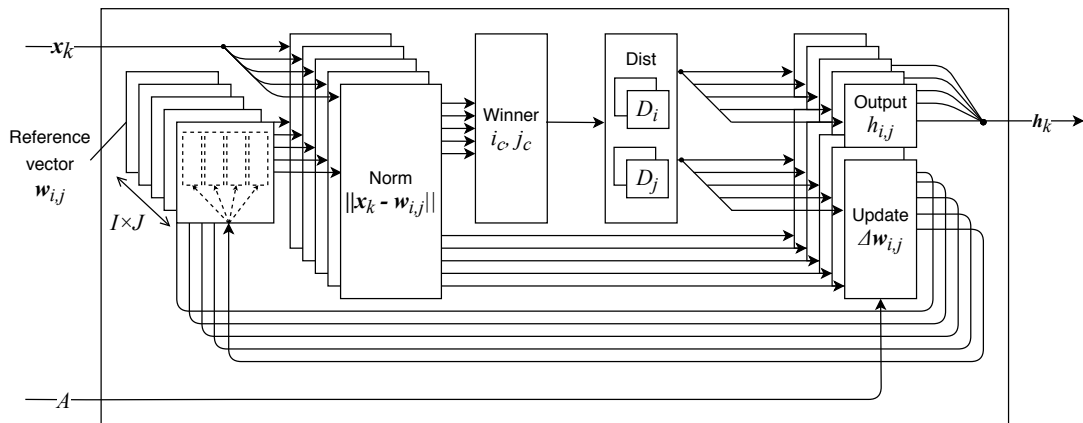 x_k
Reference
vector
w_{i,j}
I×J
Norm
||x_k - w_{i,j}||
Winner
i_c, j_c
Dist
D_i
D_j
Output
h_{i,j}
Update
Δw_{i,j}
h_k
A